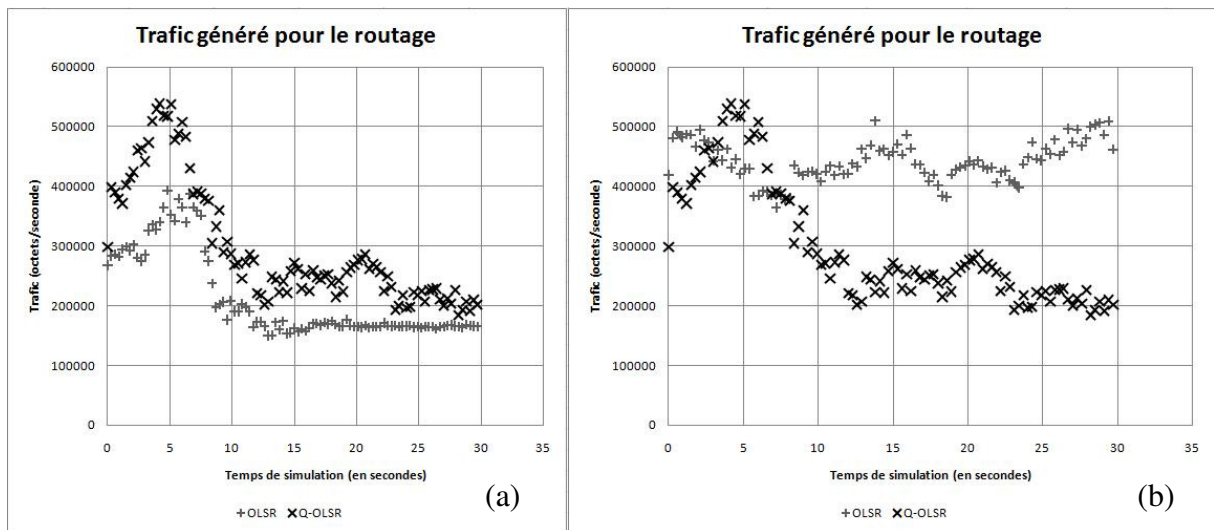 Trafic généré pour le routage
Trafic (octets/seconde)
600000
500000
400000
300000
200000
100000
0
0 5 10 15 20 25 30 35
Temps de simulation (en secondes)
(a)
+OLSR ×Q-OLSR
Trafic généré pour le routage
Trafic (octets/seconde)
600000
500000
400000
300000
200000
100000
0
0 5 10 15 20 25 30 35
Temps de simulation (en secondes)
(b)
+OLSR ×Q-OLSR